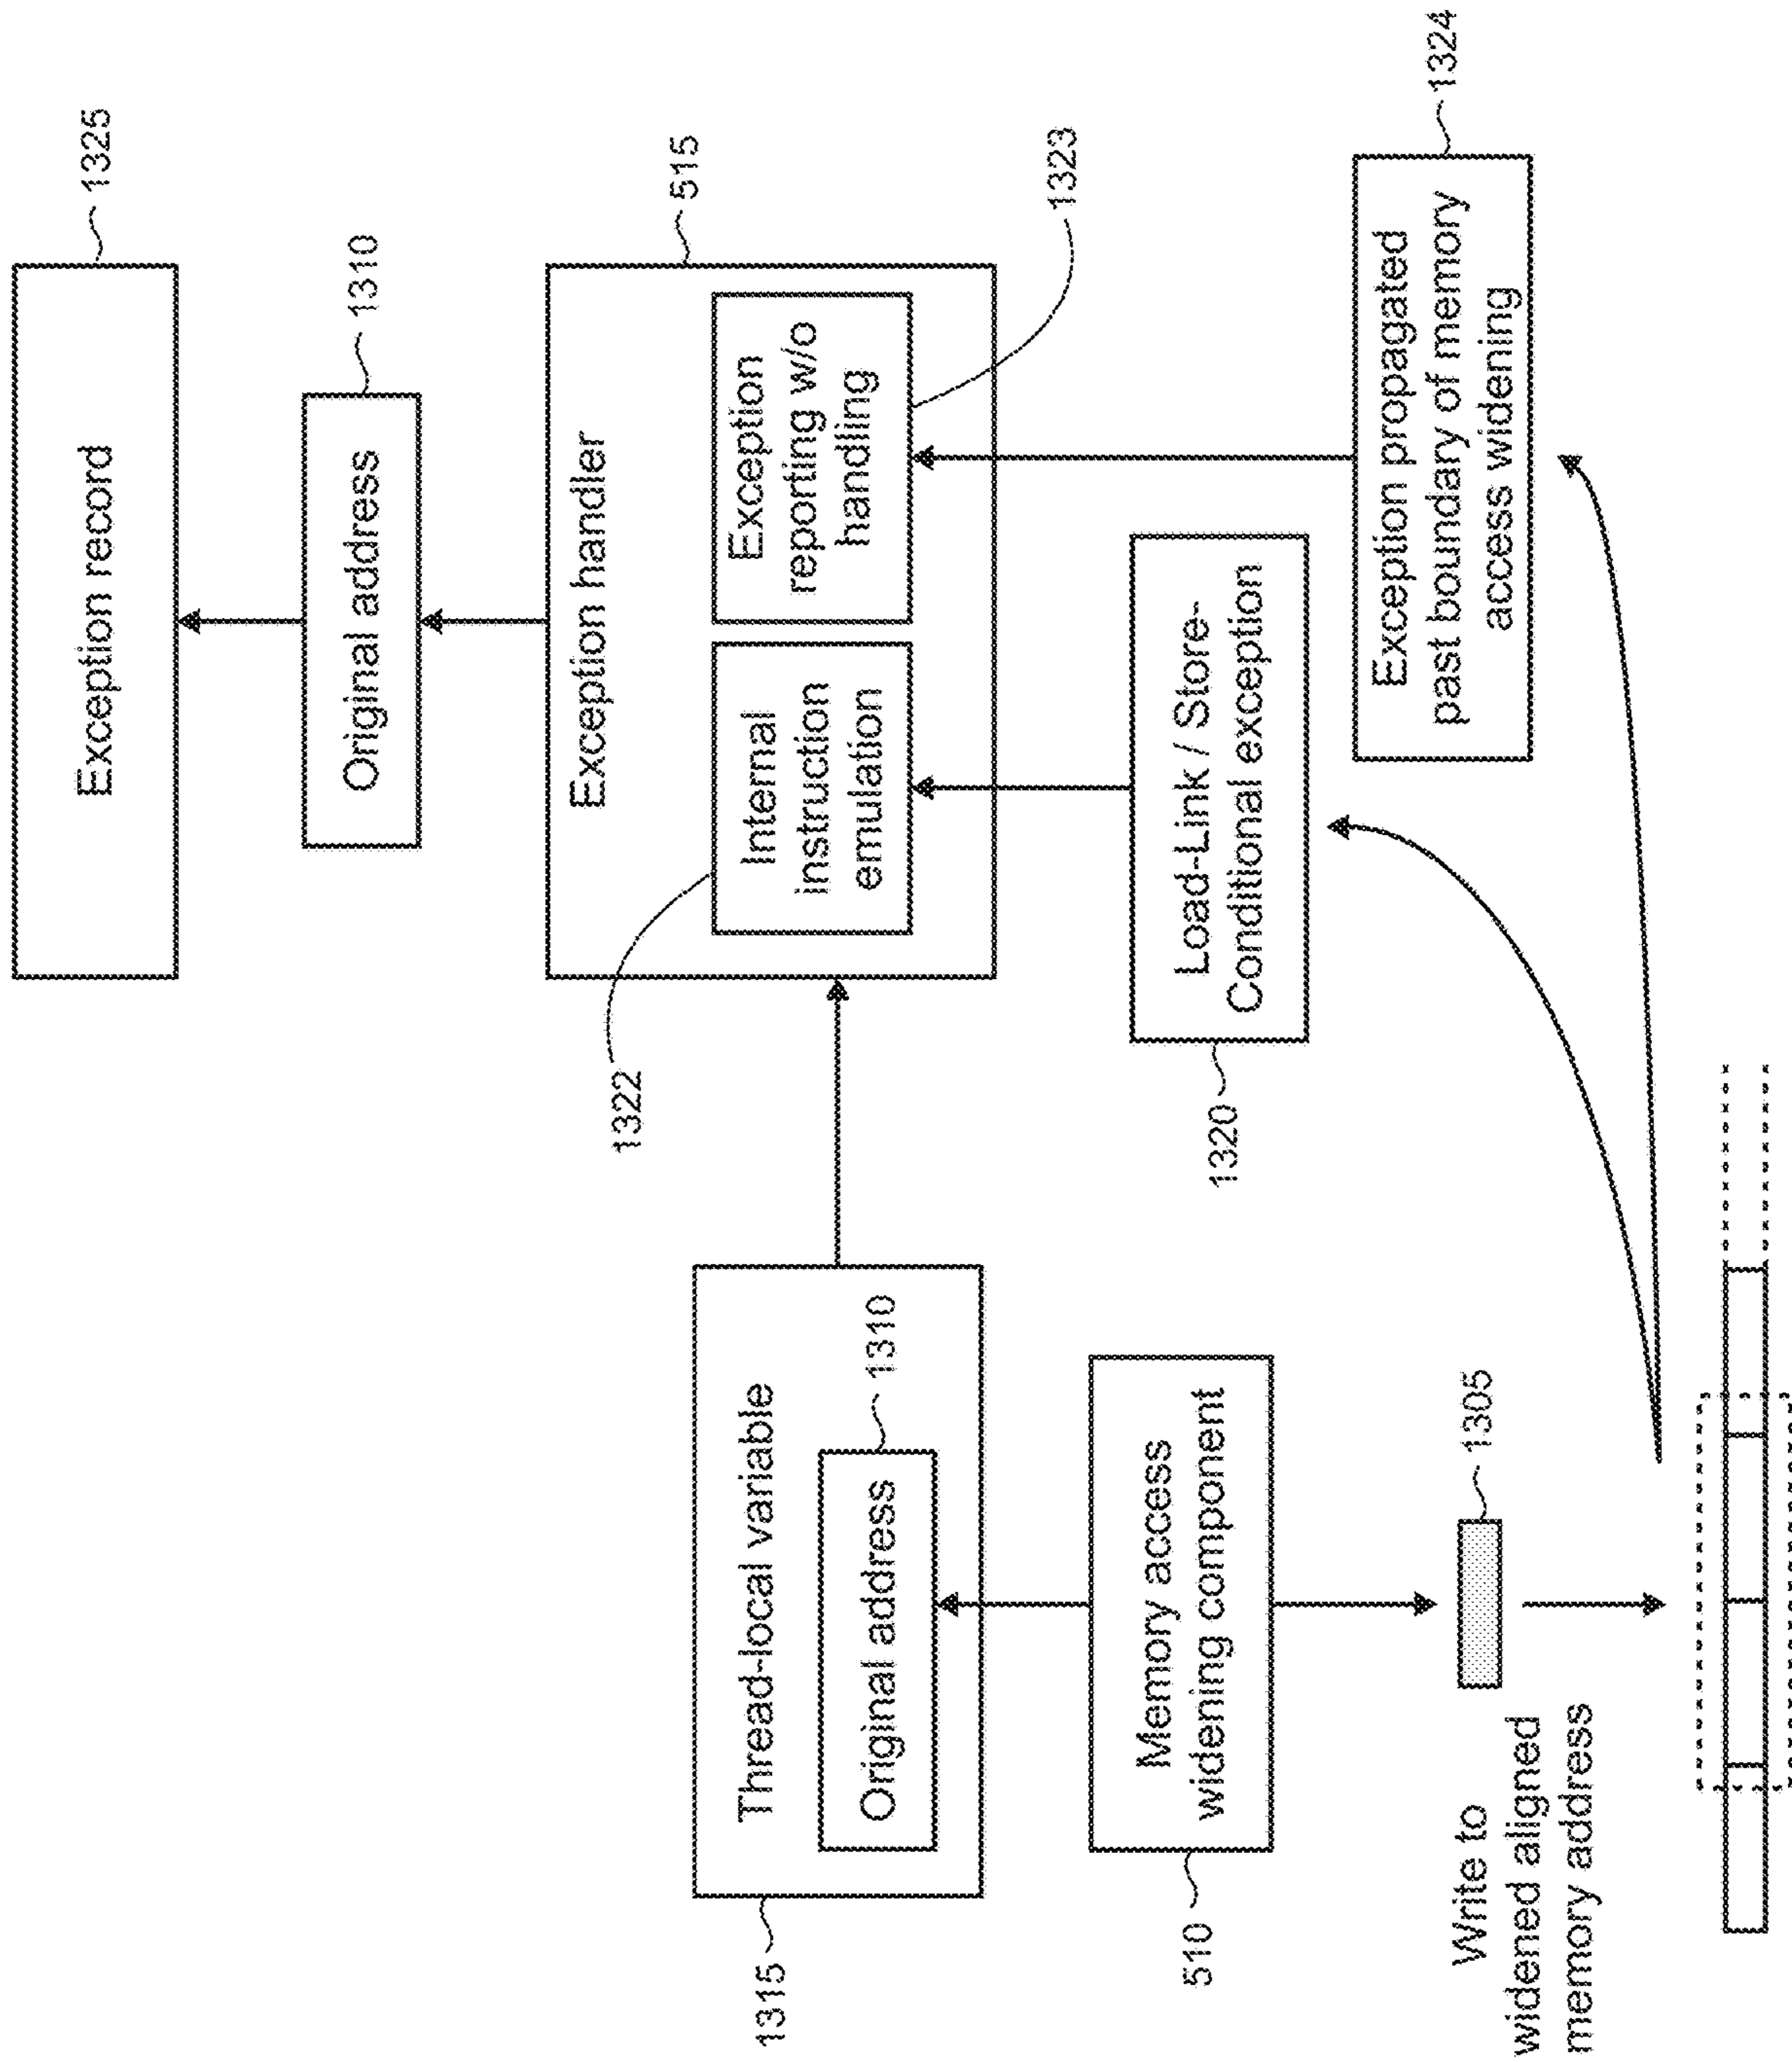 Exception record
1325
Original address
1310
Exception handler
515
Internal
instruction
emulation
1322
Exception
reporting w/o
handling
1323
Thread-local variable
1315
Original address
1310
Memory access
widening component
510
Load-Link / Store-
Conditional exception
1320
Exception propagated
past boundary of memory
access widening
1324
Write to
widened aligned
memory address
1305